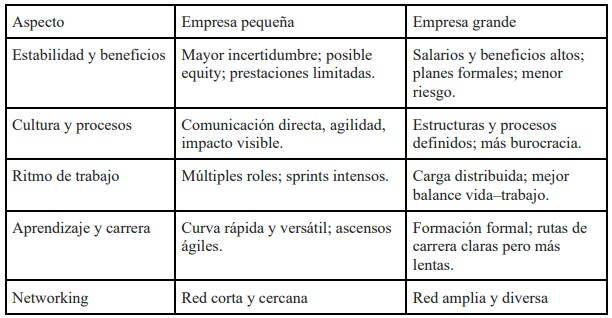 Aspecto
Empresa pequeña
Empresa grande
Estabilidad y beneficios
Mayor incertidumbre; posible
equity; prestaciones limitadas.
Salarios y beneficios altos;
planes formales; menor
riesgo.
Cultura y procesos
Comunicación directa, agilidad,
impacto visible.
Estructuras y procesos
definidos; más burocracia.
Ritmo de trabajo
Múltiples roles; sprints intensos.
Carga distribuida; mejor
balance vida–trabajo.
Aprendizaje y carrera
Curva rápida y versátil; ascensos
ágiles.
Formación formal; rutas de
carrera claras pero más
lentas.
Networking
Red corta y cercana
Red amplia y diversa